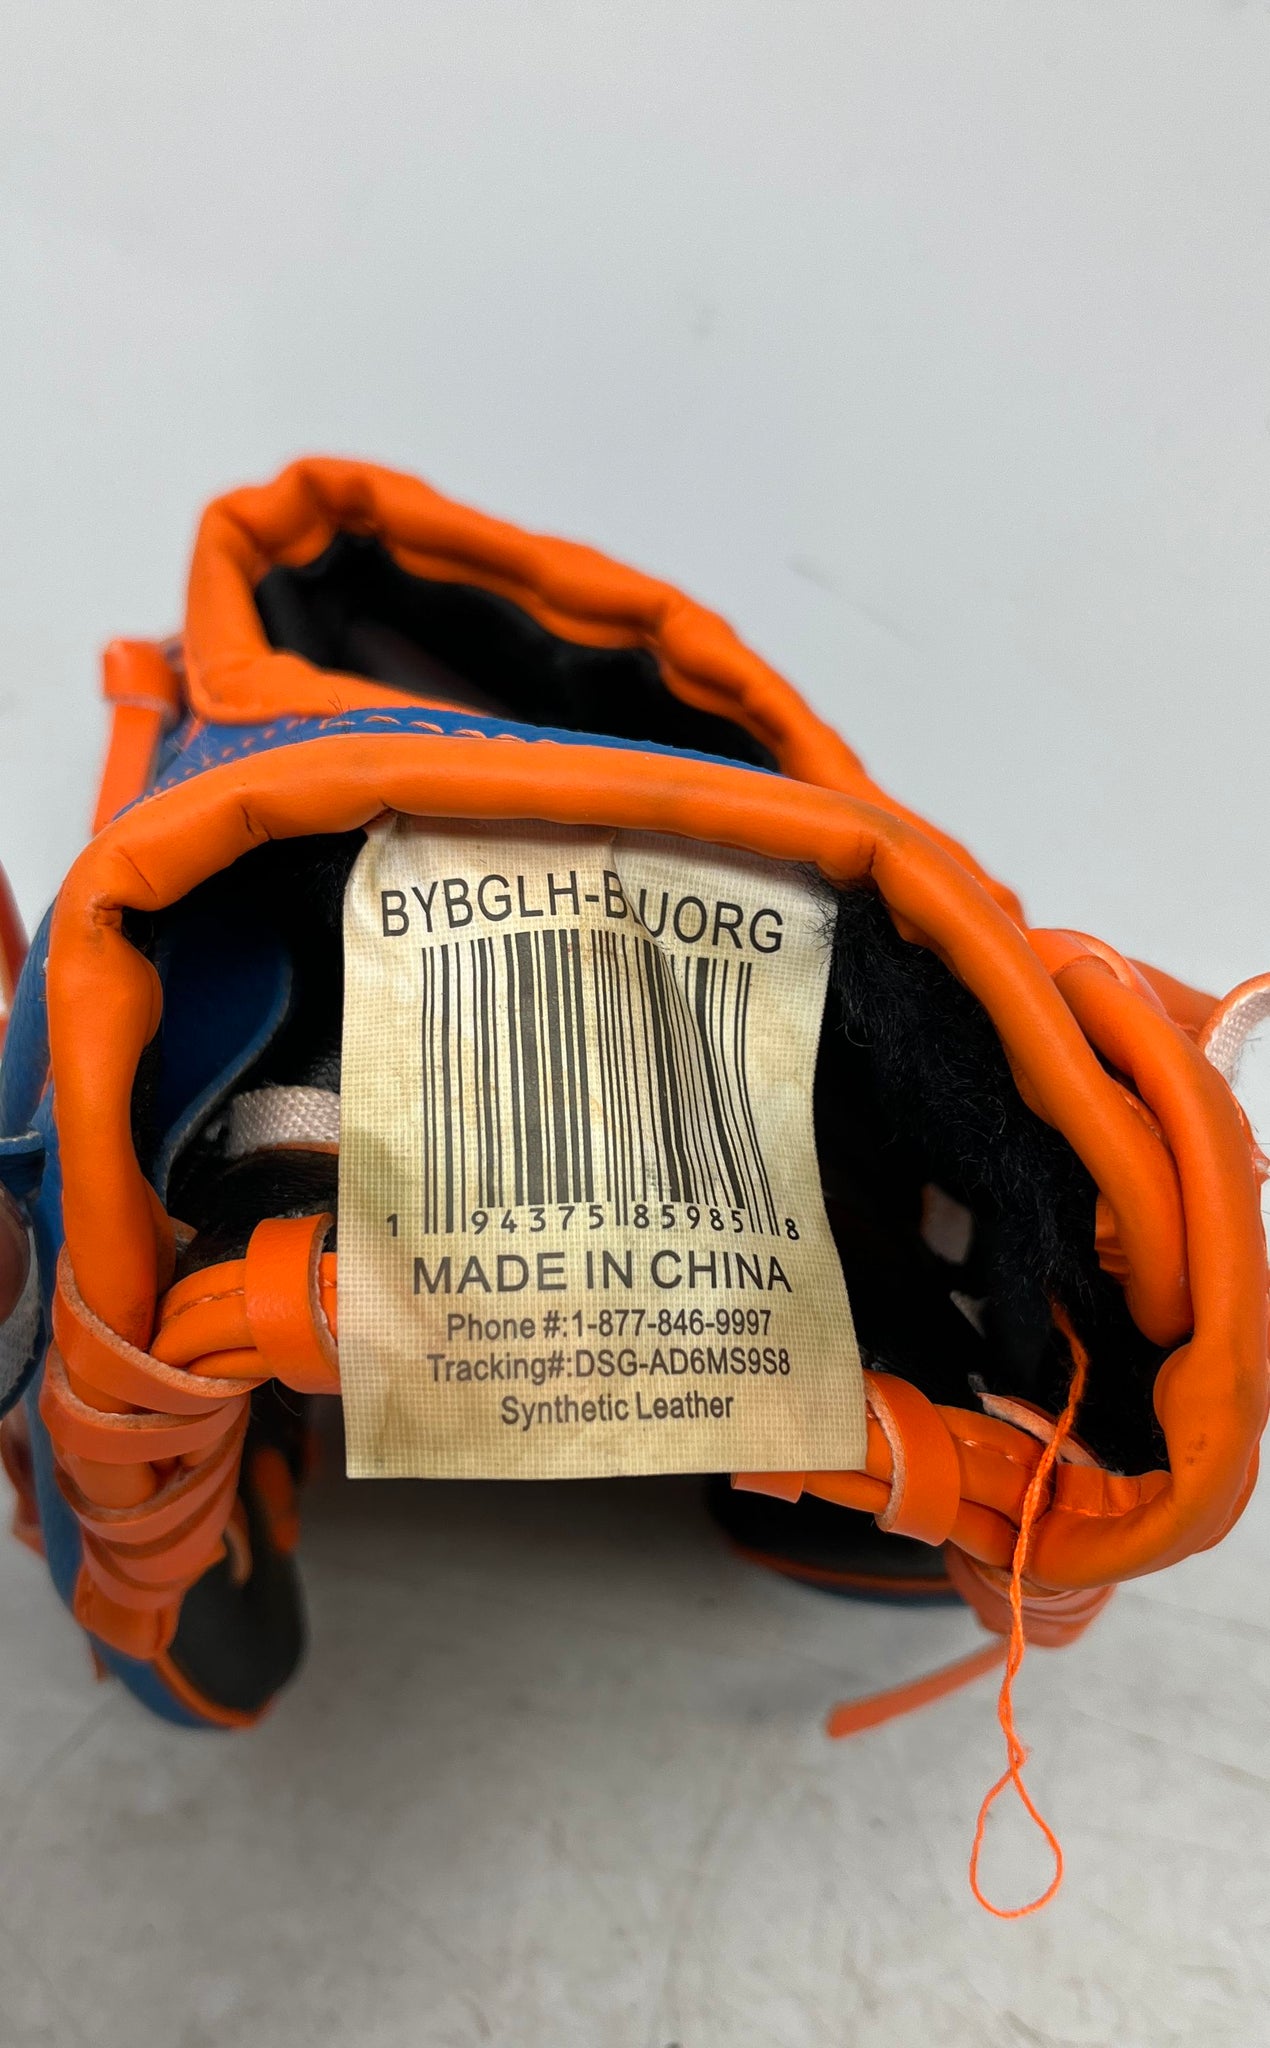 BYBGLH-BLUORG
1 94375 85985 8
MADE IN CHINA
Phone #:1-877-846-9997
Tracking#:DSG-AD6MS9S8
Synthetic Leather